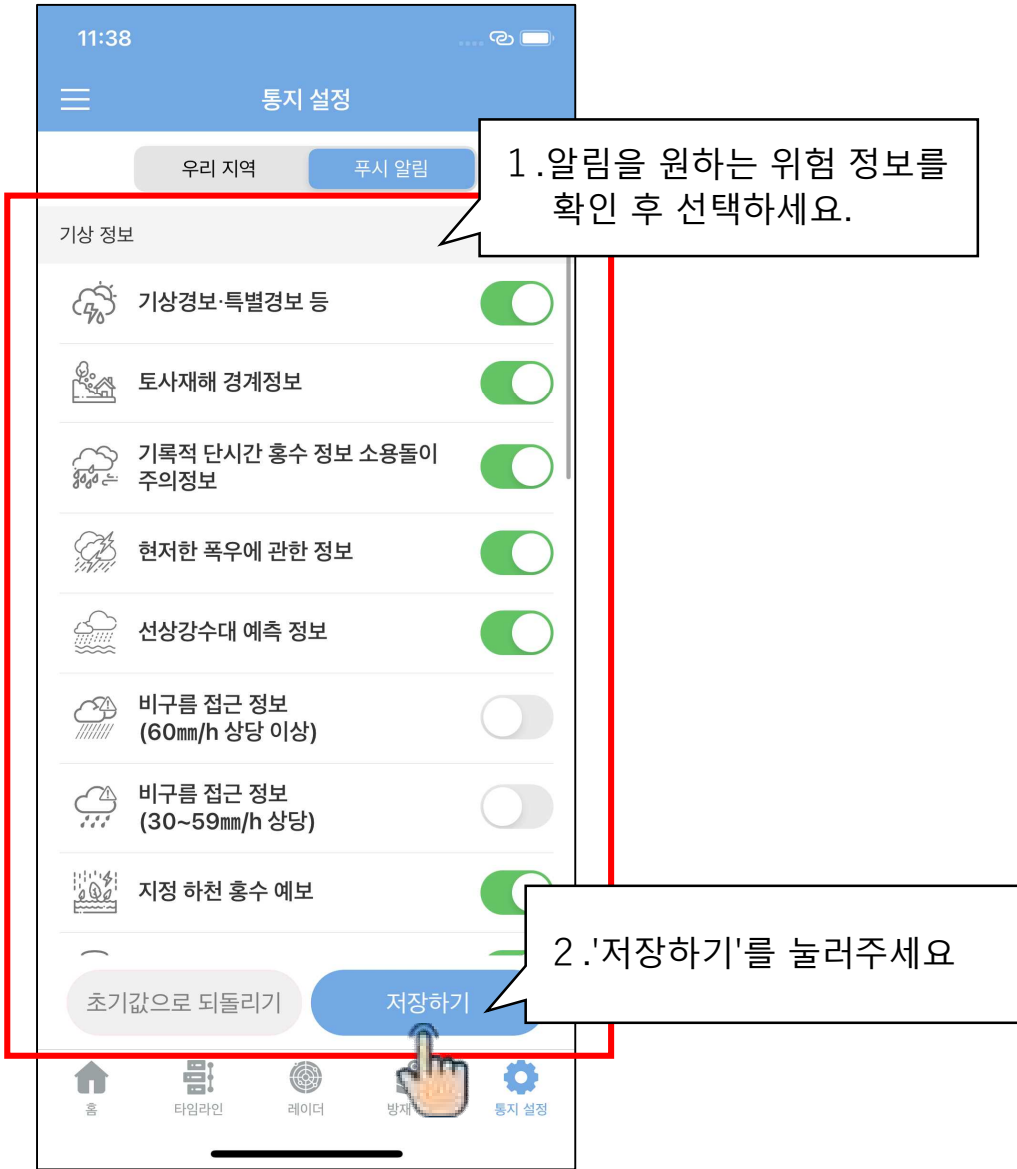 11:38
통지 설정
우리 지역
푸시 알림
1.알림을 원하는 위험 정보를
확인 후 선택하세요.
기상 정보
기상경보·특별경보 등
토사재해 경계정보
기록적 단시간 홍수 정보 소용돌이
주의정보
현저한 폭우에 관한 정보
선상강수대 예측 정보
비구름 접근 정보
(60㎜/h 상당 이상)
비구름 접근 정보
(30~59㎜/h 상당)
지정 하천 홍수 예보
2.'저장하기'를 눌러주세요
초기값으로 되돌리기
저장하기
홈
타임라인
레이더
방재
통지 설정